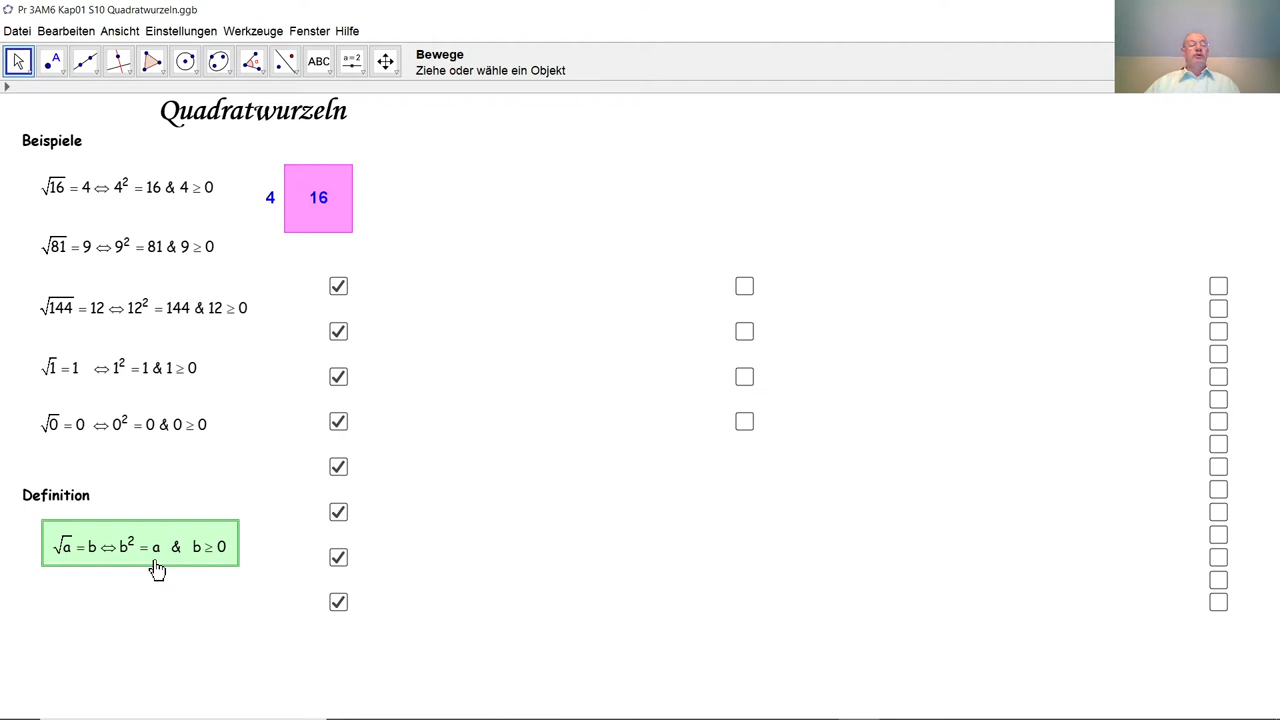 Pr 3AM6 Kap01 S10 Quadratwurzeln.ggb
Datei Bearbeiten Ansicht Einstellungen Werkzeuge Fenster Hilfe
A
ABC
a=2
Bewege
Ziehe oder wähle ein Objekt
Quadratwurzeln
Beispiele
√16 = 4 ⇔ 4² = 16 & 4 ≥ 0
4
16
√81 = 9 ⇔ 9² = 81 & 9 ≥ 0
√144 = 12 ⇔ 12² = 144 & 12 ≥ 0
√1 = 1 ⇔ 1² = 1 & 1 ≥ 0
√0 = 0 ⇔ 0² = 0 & 0 ≥ 0
Definition
√a = b ⇔ b² = a & b ≥ 0